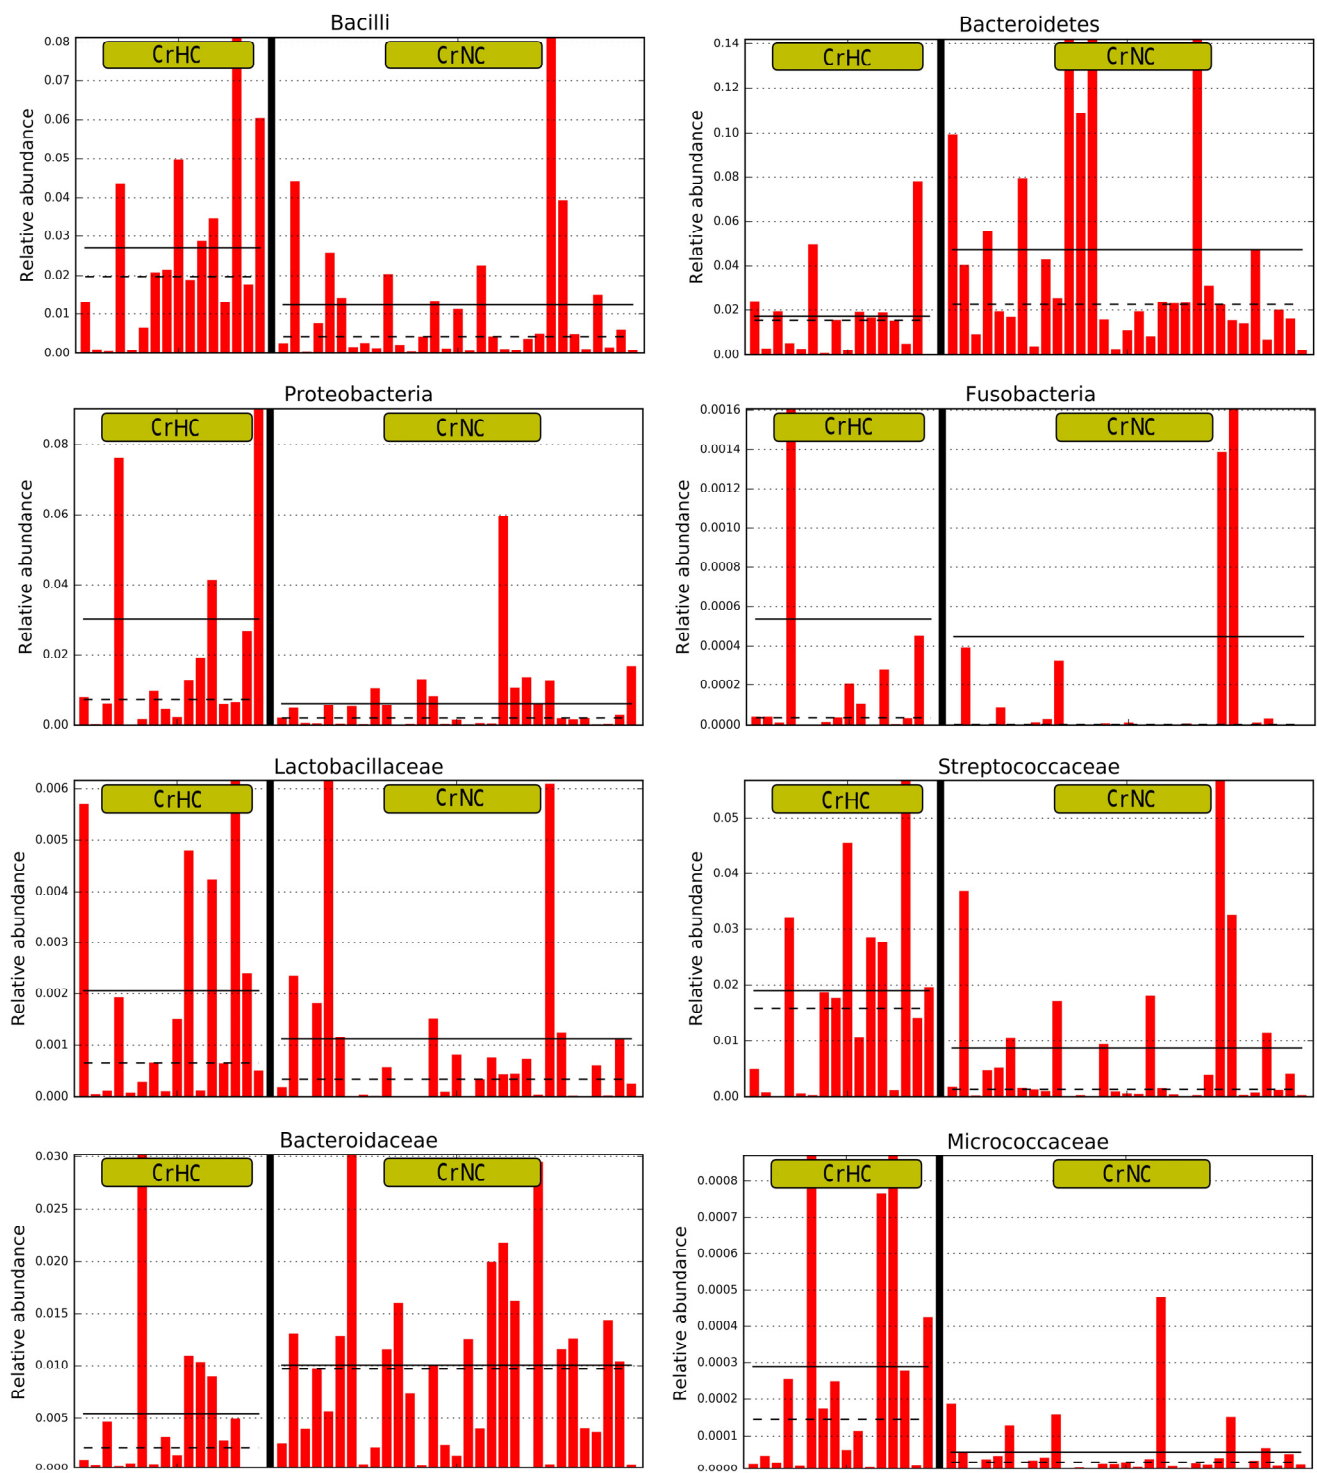 Bacilli
CrHC
CrNC
0.08
0.07
0.06
0.05
0.04
0.03
0.02
0.01
0.00
Relative abundance
Bacteroidetes
CrHC
CrNC
0.14
0.12
0.10
0.08
0.06
0.04
0.02
0.00
Relative abundance
Proteobacteria
CrHC
CrNC
0.08
0.06
0.04
0.02
0.00
Relative abundance
Fusobacteria
CrHC
CrNC
0.0016
0.0014
0.0012
0.0010
0.0008
0.0006
0.0004
0.0002
0.0000
Relative abundance
Lactobacillaceae
CrHC
CrNC
0.006
0.005
0.004
0.003
0.002
0.001
0.000
Relative abundance
Streptococcaceae
CrHC
CrNC
0.05
0.04
0.03
0.02
0.01
0.00
Relative abundance
Bacteroidaceae
CrHC
CrNC
0.030
0.025
0.020
0.015
0.010
0.005
0.000
Relative abundance
Micrococcaceae
CrHC
CrNC
0.0008
0.0007
0.0006
0.0005
0.0004
0.0003
0.0002
0.0001
0.0000
Relative abundance